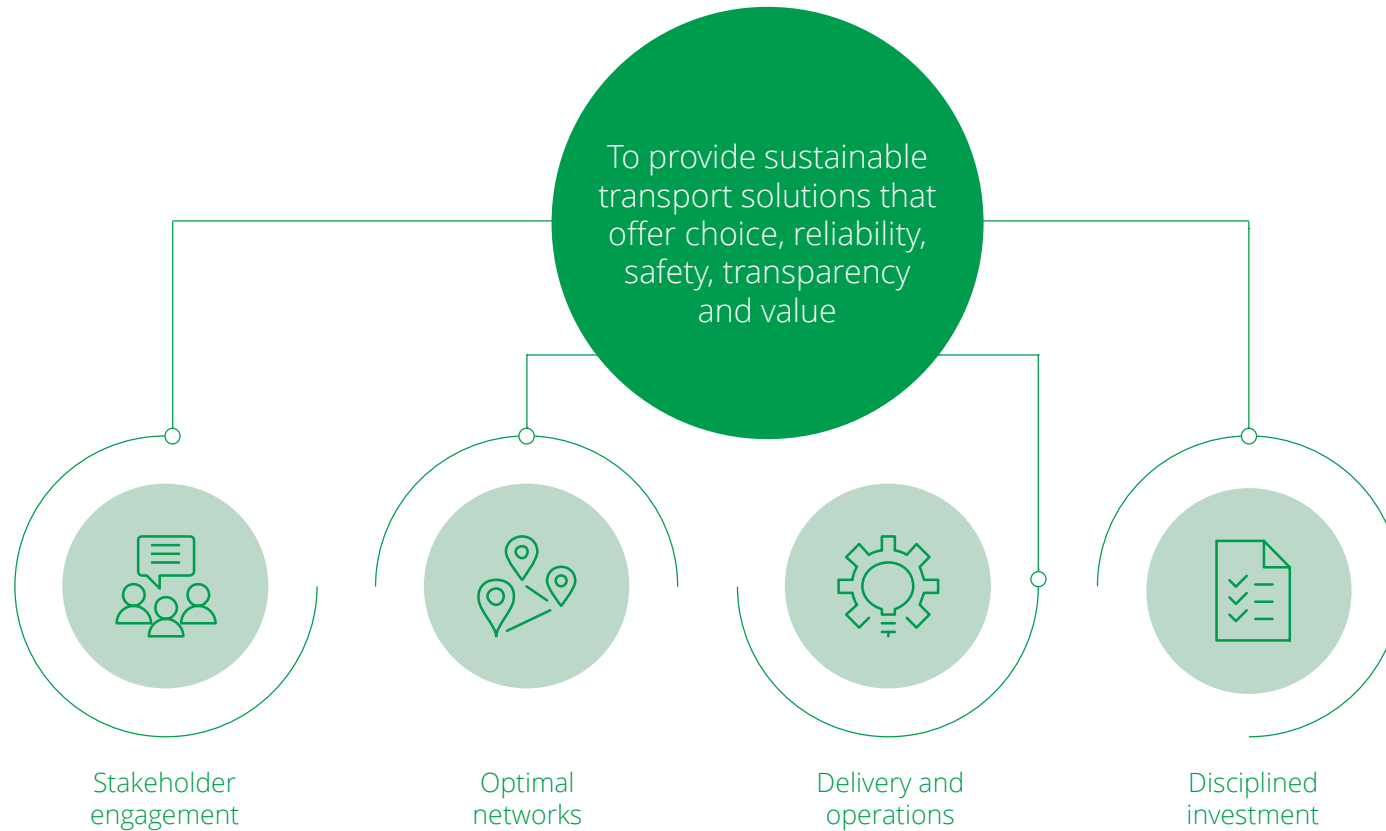 To provide sustainable
transport solutions that
offer choice, reliability,
safety, transparency
and value
Stakeholder
engagement
Optimal
networks
Delivery and
operations
Disciplined
investment